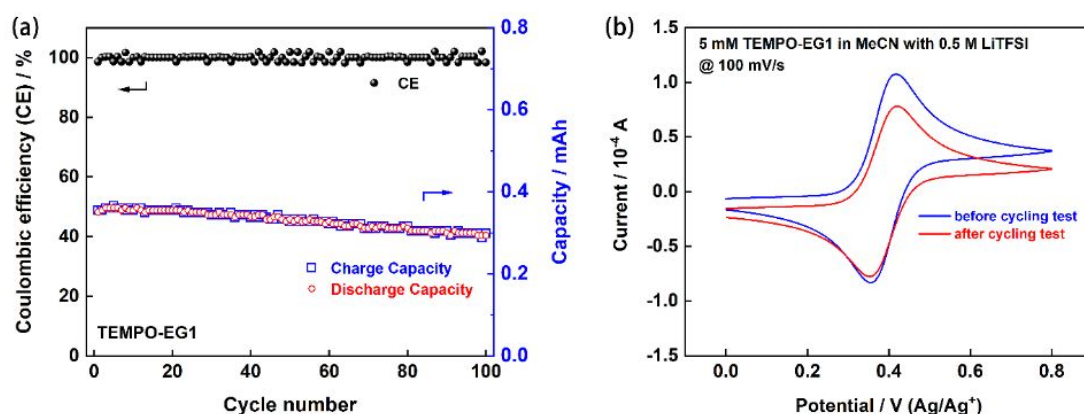 (a)
Coulombic efficiency (CE) / %
120
100
80
60
40
20
0
CE
Charge Capacity
Discharge Capacity
TEMPO-EG1
0
20
40
60
80
100
Cycle number
0.8
0.6
0.4
0.2
0.0
Capacity / mAh
(b)
Current / 10⁻⁴ A
1.5
1.0
0.5
0.0
-0.5
-1.0
-1.5
5 mM TEMPO-EG1 in MeCN with 0.5 M LiTFSI
@ 100 mV/s
before cycling test
after cycling test
0.0
0.2
0.4
0.6
0.8
Potential / V (Ag/Ag⁺)